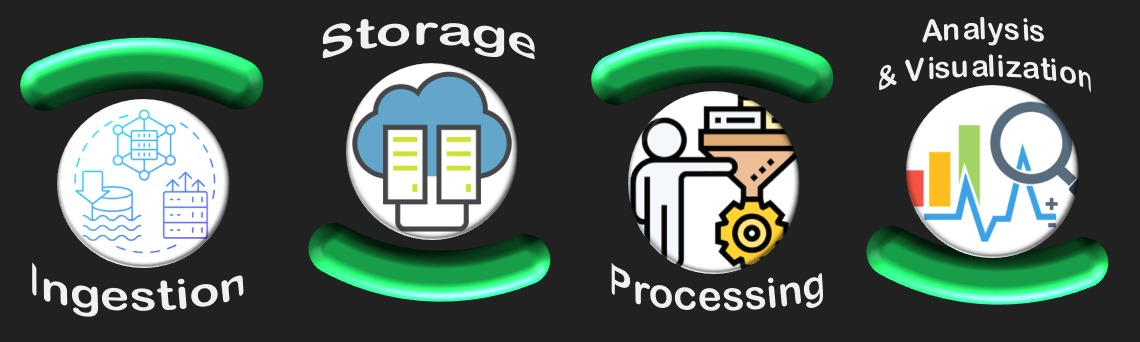 Ingestion
Storage
Processing
Analysis
& Visualization